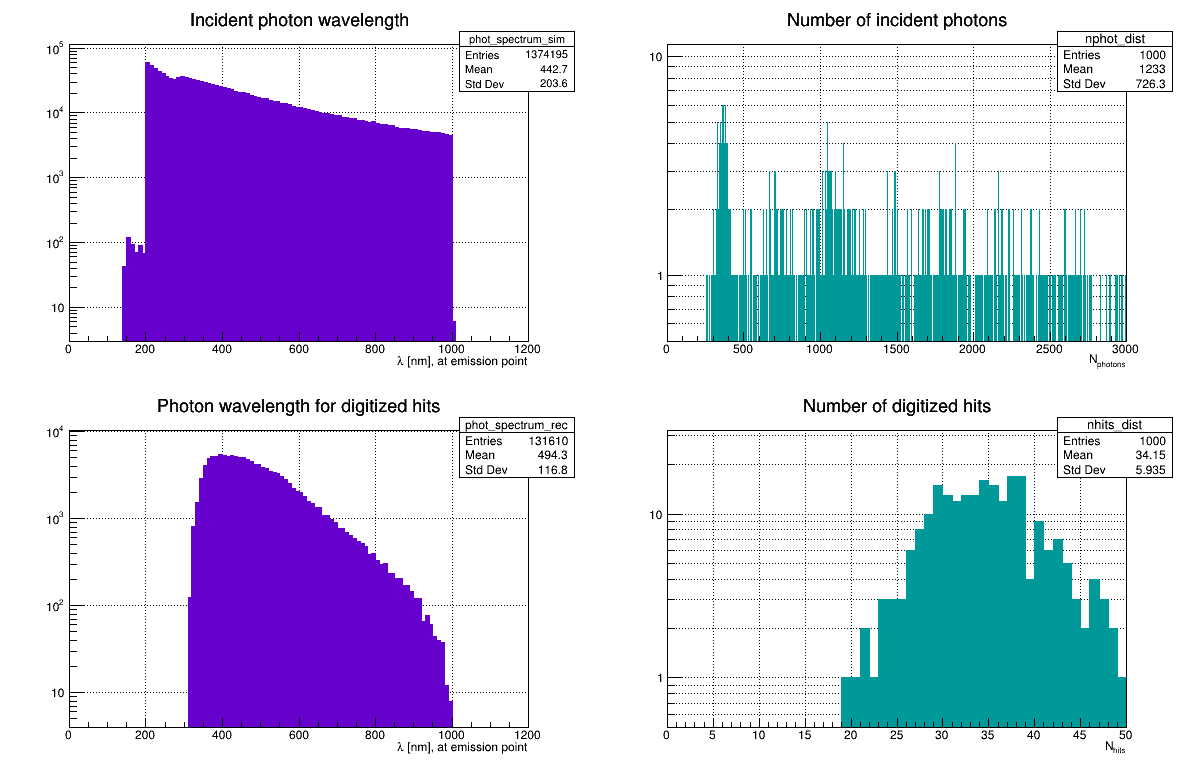 Incident photon wavelength
phot_spectrum_sim
Entries 1374195
Mean 442.7
Std Dev 203.6
10^5
10^4
10^3
10^2
10
0 200 400 600 800 1000 1200
λ [nm], at emission point
Number of incident photons
nphot_dist
Entries 1000
Mean 1233
Std Dev 726.3
10
1
0 500 1000 1500 2000 2500 3000
N_photons
Photon wavelength for digitized hits
phot_spectrum_rec
Entries 131610
Mean 494.3
Std Dev 116.8
10^4
10^3
10^2
10
0 200 400 600 800 1000 1200
λ [nm], at emission point
Number of digitized hits
nhits_dist
Entries 1000
Mean 34.15
Std Dev 5.935
10
1
0 5 10 15 20 25 30 35 40 45 50
N_hits